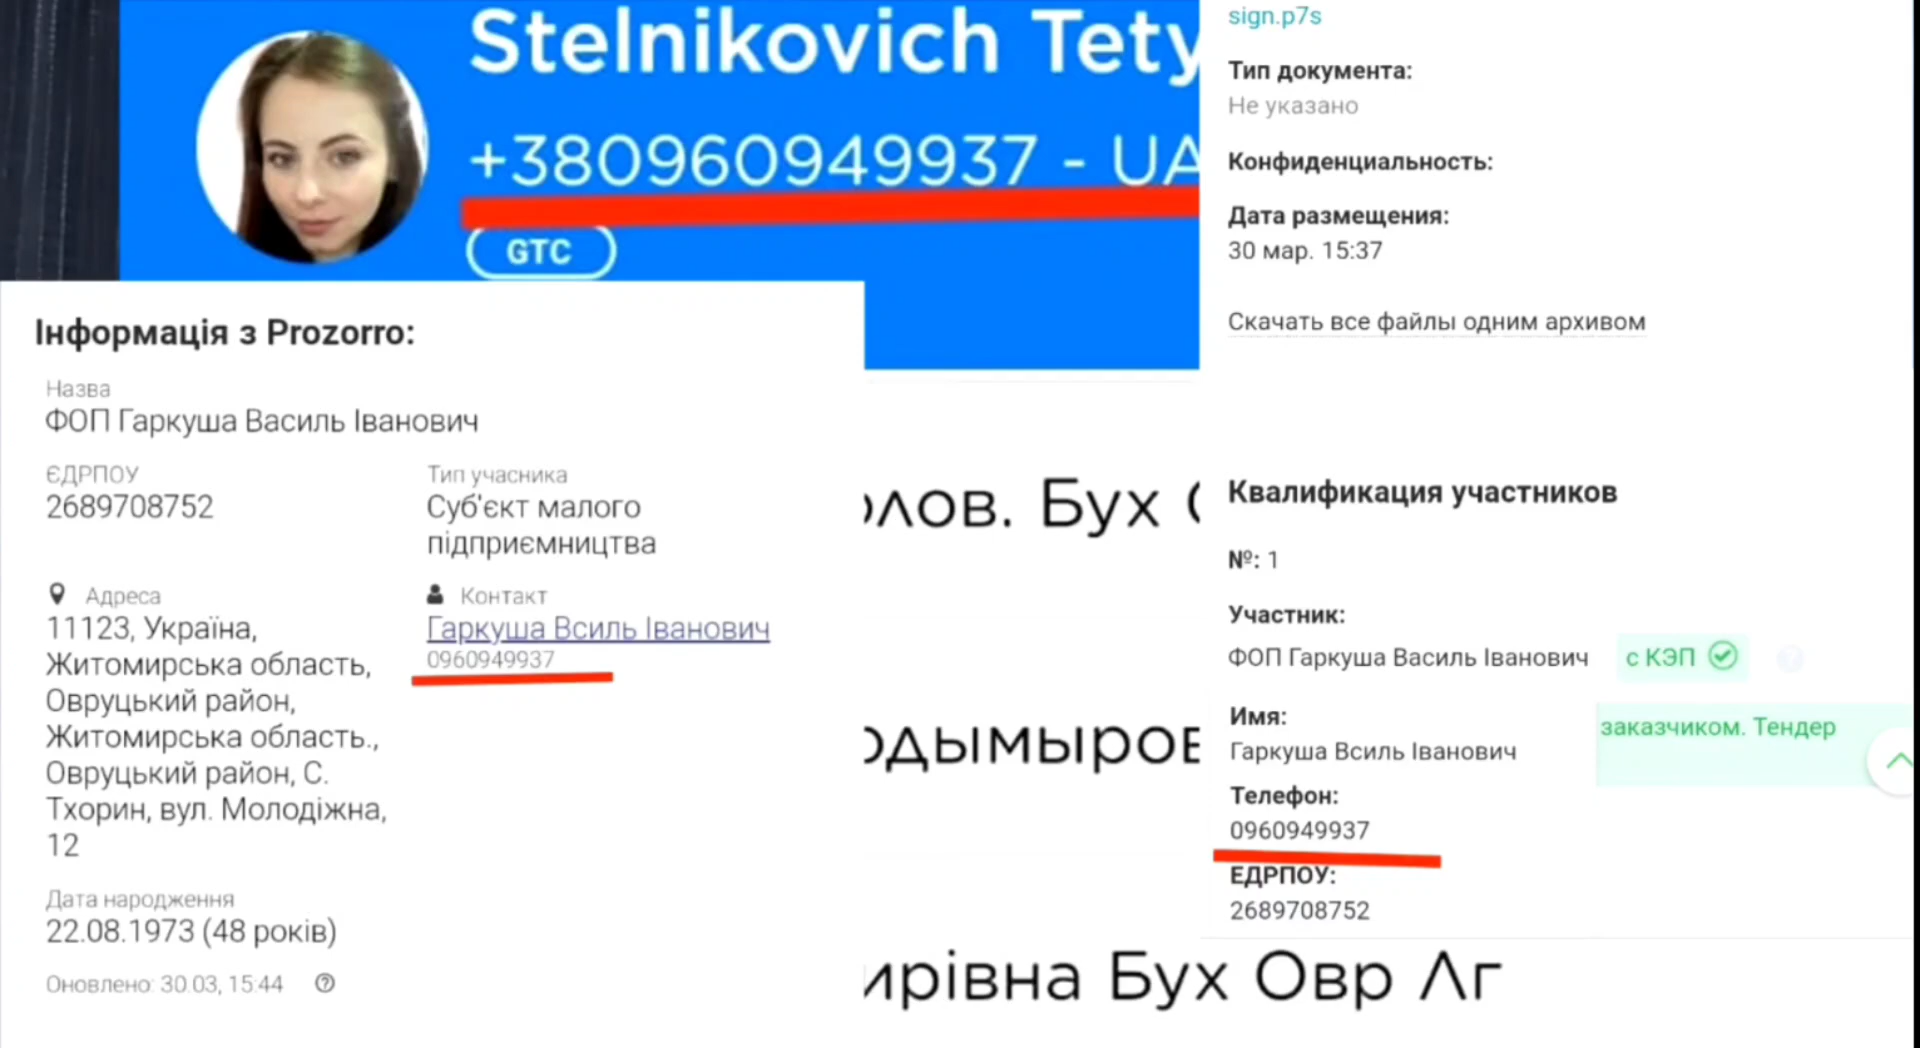 Stelnikovich Tety
+380960949937 - UA
GTC
Інформація з Prozorro:
Назва
ФОП Гаркуша Василь Іванович
ЄДРПОУ
2689708752
Тип учасника
Суб'єкт малого
підприємництва
Адреса
11123, Україна,
Житомирська область,
Овруцький район,
Житомирська область.,
Овруцький район, С.
Тхорин, вул. Молодіжна,
12
Контакт
Гаркуша Всиль Іванович
0960949937
Дата народження
22.08.1973 (48 років)
Оновлено: 30.03, 15:44
олов. Бух
одымыров
ирівна Бух Овр Лг
sign.p7s
Тип документа:
Не указано
Конфиденциальность:
Дата размещения:
30 мар. 15:37
Скачать все файлы одним архивом
Квалификация участников
№: 1
Участник:
ФОП Гаркуша Василь Іванович с КЭП
Имя:
Гаркуша Всиль Іванович
заказчиком. Тендер
Телефон:
0960949937
ЕДРПОУ:
2689708752